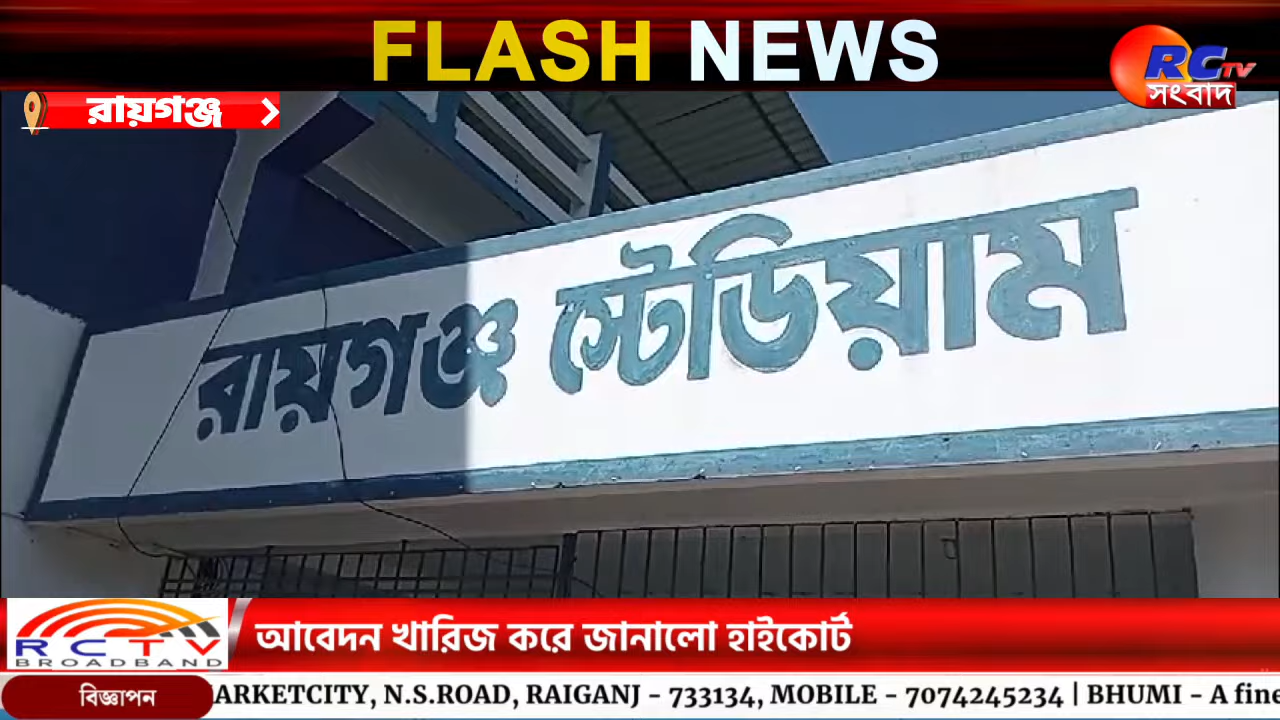 FLASH NEWS
RCTV
সংবাদ
রায়গঞ্জ
রায়গঞ্জ স্টেডিয়াম
RCTV
BROADBAND
আবেদন খারিজ করে জানালো হাইকোর্ট
বিজ্ঞাপন
ARKETCITY, N.S.ROAD, RAIGANJ - 733134, MOBILE - 7074245234 | BHUMI - A fine